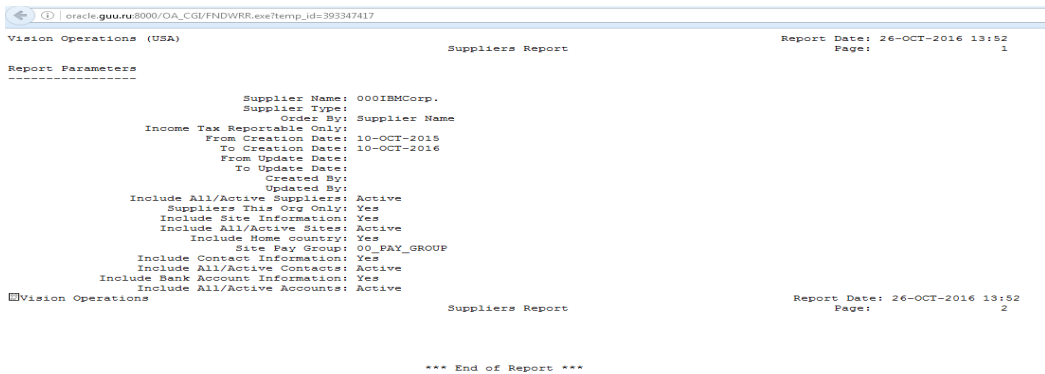 oracle.guu.ru:8000/OA_CGI/FNDWRR.exe?temp_id=393347417
Vision Operations (USA) Report Date: 26-OCT-2016 13:52
Suppliers Report Page: 1
Report Parameters
-----------------
Supplier Name: 000IBMCorp.
Supplier Type:
Order By: Supplier Name
Income Tax Reportable Only:
From Creation Date: 10-OCT-2015
To Creation Date: 10-OCT-2016
From Update Date:
To Update Date:
Created By:
Updated By:
Include All/Active Suppliers: Active
Suppliers This Org Only: Yes
Include Site Information: Yes
Include All/Active Sites: Active
Include Home country: Yes
Site Pay Group: 00_PAY_GROUP
Include Contact Information: Yes
Include All/Active Contacts: Active
Include Bank Account Information: Yes
Include All/Active Accounts: Active
Vision Operations Report Date: 26-OCT-2016 13:52
Suppliers Report Page: 2
*** End of Report ***